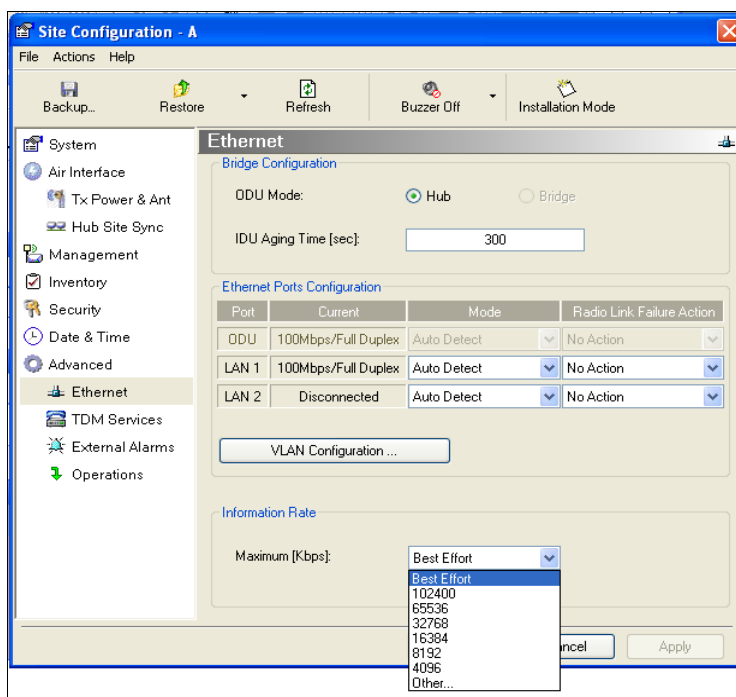 Site Configuration - A
File Actions Help
Backup... Restore Refresh Buzzer Off Installation Mode
System
Air Interface
Tx Power & Ant
Hub Site Sync
Management
Inventory
Security
Date & Time
Advanced
Ethernet
TDM Services
External Alarms
Operations
Ethernet
Bridge Configuration
ODU Mode: Hub Bridge
IDU Aging Time [sec]: 300
Ethernet Ports Configuration
Port Current Mode Radio Link Failure Action
ODU 100Mbps/Full Duplex Auto Detect No Action
LAN 1 100Mbps/Full Duplex Auto Detect No Action
LAN 2 Disconnected Auto Detect No Action
VLAN Configuration ...
Information Rate
Maximum [Kbps]: Best Effort
Best Effort
102400
65536
32768
16384
8192
4096
Other...
Apply